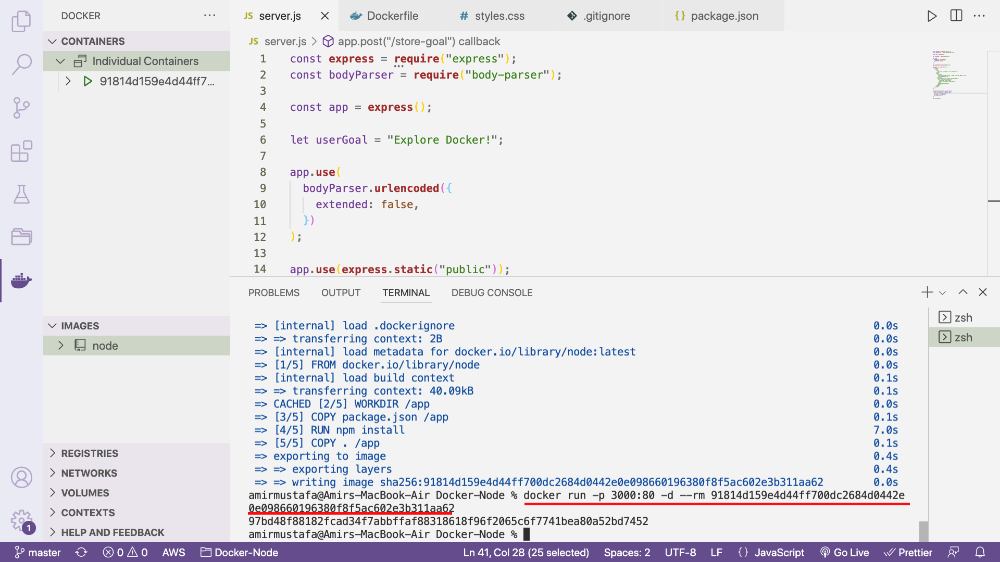 DOCKER
JS server.js
Dockerfile
# styles.css
.gitignore
{} package.json
CONTAINERS
Individual Containers
91814d159e4d44ff7...
IMAGES
node
REGISTRIES
NETWORKS
VOLUMES
CONTEXTS
HELP AND FEEDBACK
1
JS server.js > app.post("/store-goal") callback
1 const express = require("express");
2 const bodyParser = require("body-parser");
3
4 const app = express();
5
6 let userGoal = "Explore Docker!";
7
8 app.use(
9 bodyParser.urlencoded({
10 extended: false,
11 })
12 );
13
14 app.use(express.static("public"));
PROBLEMS OUTPUT TERMINAL DEBUG CONSOLE
zsh
zsh
=> [internal] load .dockerignore 0.0s
=> => transferring context: 2B 0.0s
=> [internal] load metadata for docker.io/library/node:latest 0.0s
=> [1/5] FROM docker.io/library/node 0.0s
=> [internal] load build context 0.1s
=> => transferring context: 40.09kB 0.1s
=> CACHED [2/5] WORKDIR /app 0.0s
=> [3/5] COPY package.json /app 0.1s
=> [4/5] RUN npm install 7.0s
=> [5/5] COPY . /app 0.1s
=> exporting to image 0.4s
=> => exporting layers 0.4s
=> => writing image sha256:91814d159e4d44ff700dc2684d0442e0e098660196380f8f5ac602e3b311aa62 0.0s
amirmustafa@Amirs-MacBook-Air Docker-Node % docker run -p 3000:80 -d --rm 91814d159e4d44ff700dc2684d0442e
0e098660196380f8f5ac602e3b311aa62
97bd48f88182fcad34f7abbffaf88318618f96f2065c6f7741bea80a52bd7452
amirmustafa@Amirs-MacBook-Air Docker-Node %
master 0 0 AWS Docker-Node Ln 41, Col 28 (25 selected) Spaces: 2 UTF-8 LF {} JavaScript Go Live Prettier